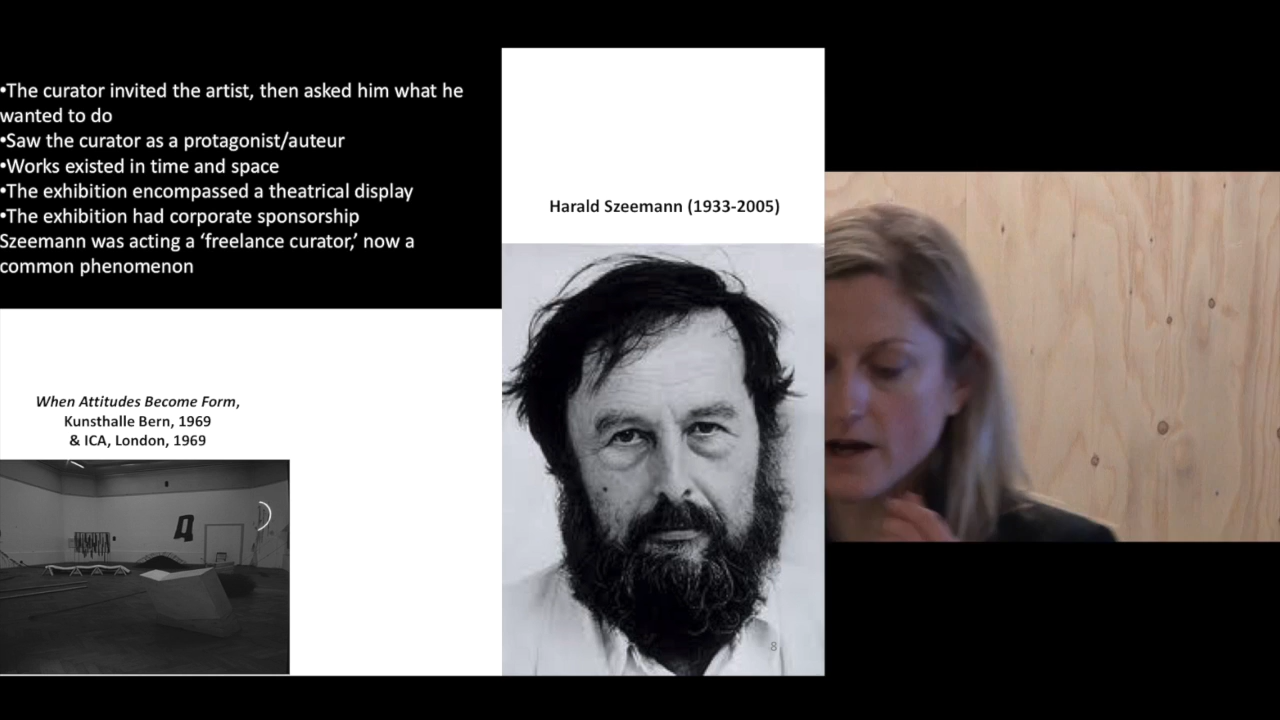 •The curator invited the artist, then asked him what he
wanted to do
•Saw the curator as a protagonist/auteur
•Works existed in time and space
•The exhibition encompassed a theatrical display
•The exhibition had corporate sponsorship
Szeemann was acting a ‘freelance curator,’ now a
common phenomenon
When Attitudes Become Form,
Kunsthalle Bern, 1969
& ICA, London, 1969
Harald Szeemann (1933-2005)
8